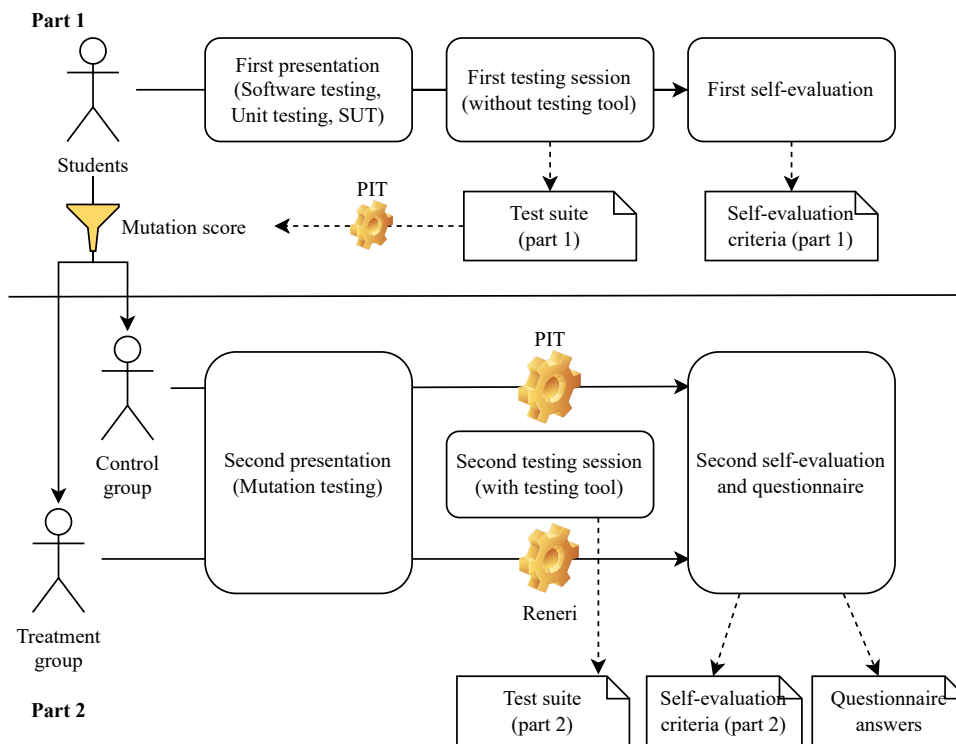 Part 1
First presentation
(Software testing,
Unit testing, SUT)
First testing session
(without testing tool)
First self-evaluation
Students
PIT
Mutation score
Test suite
(part 1)
Self-evaluation
criteria (part 1)
PIT
Control
group
Second presentation
(Mutation testing)
Second testing session
(with testing tool)
Second self-evaluation
and questionnaire
Reneri
Treatment
group
Part 2
Test suite
(part 2)
Self-evaluation
criteria (part 2)
Questionnaire
answers